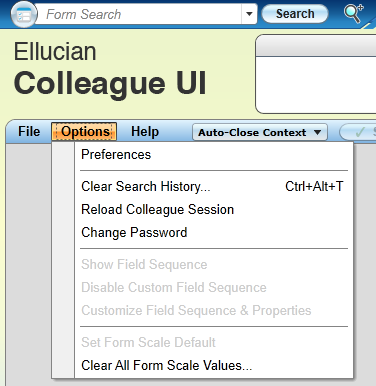 Form Search
Search
Ellucian
Colleague UI
File Options Help Auto-Close Context
Preferences
Clear Search History... Ctrl+Alt+T
Reload Colleague Session
Change Password
Show Field Sequence
Disable Custom Field Sequence
Customize Field Sequence & Properties
Set Form Scale Default
Clear All Form Scale Values...